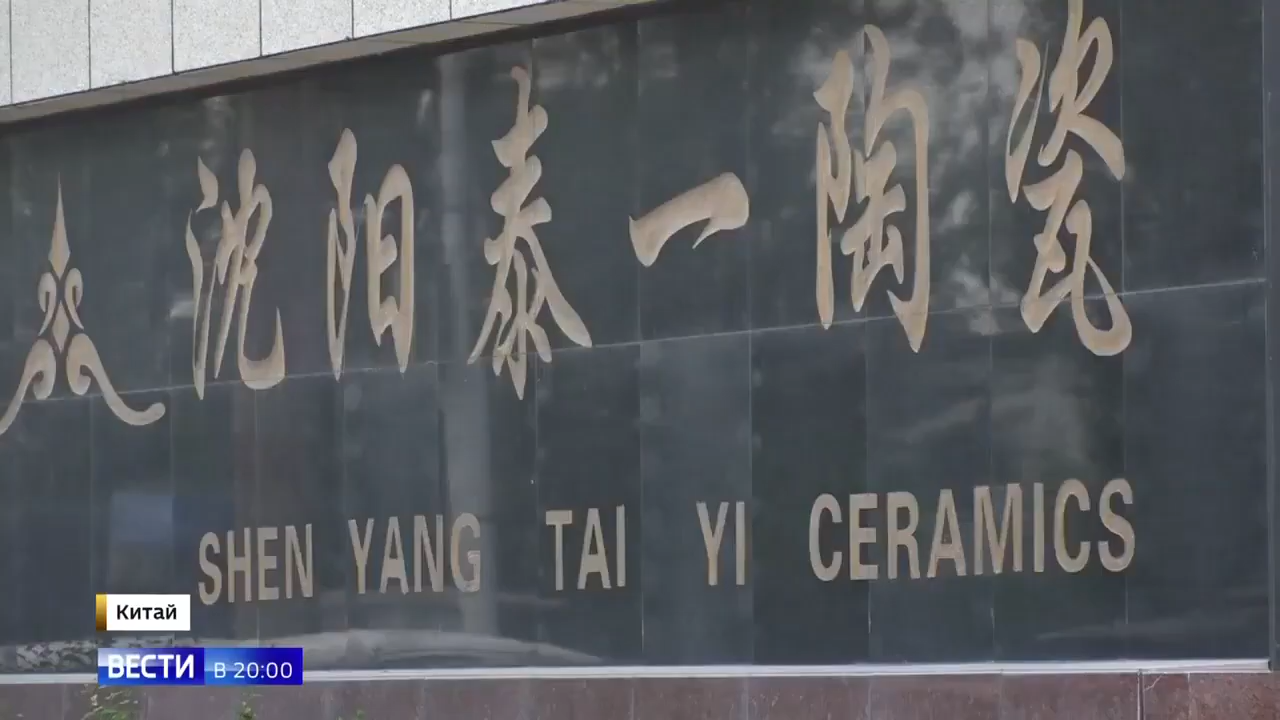 沈阳泰一陶瓷
SHEN YANG TAI YI CERAMICS
Китай
ВЕСТИ В 20:00